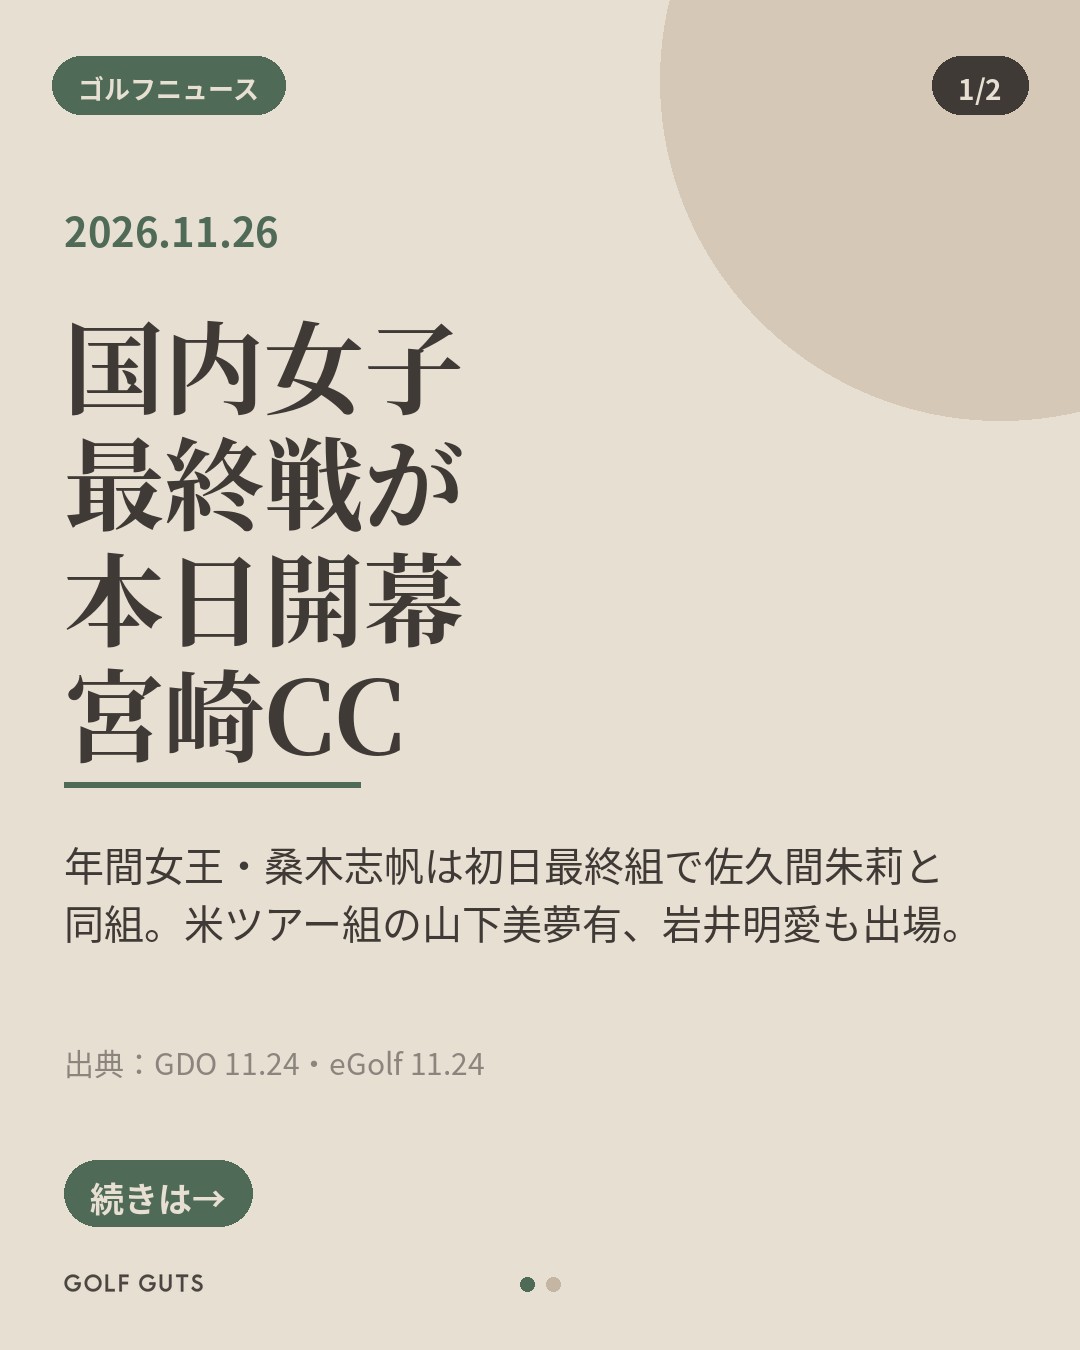 ゴルフニュース
1/2
2026.11.26
国内女子
最終戦が
本日開幕
宮崎CC
年間女王・桑木志帆は初日最終組で佐久間朱莉と
同組。米ツアー組の山下美夢有、岩井明愛も出場。
出典：GDO 11.24・eGolf 11.24
続きは→
GOLF GUTS